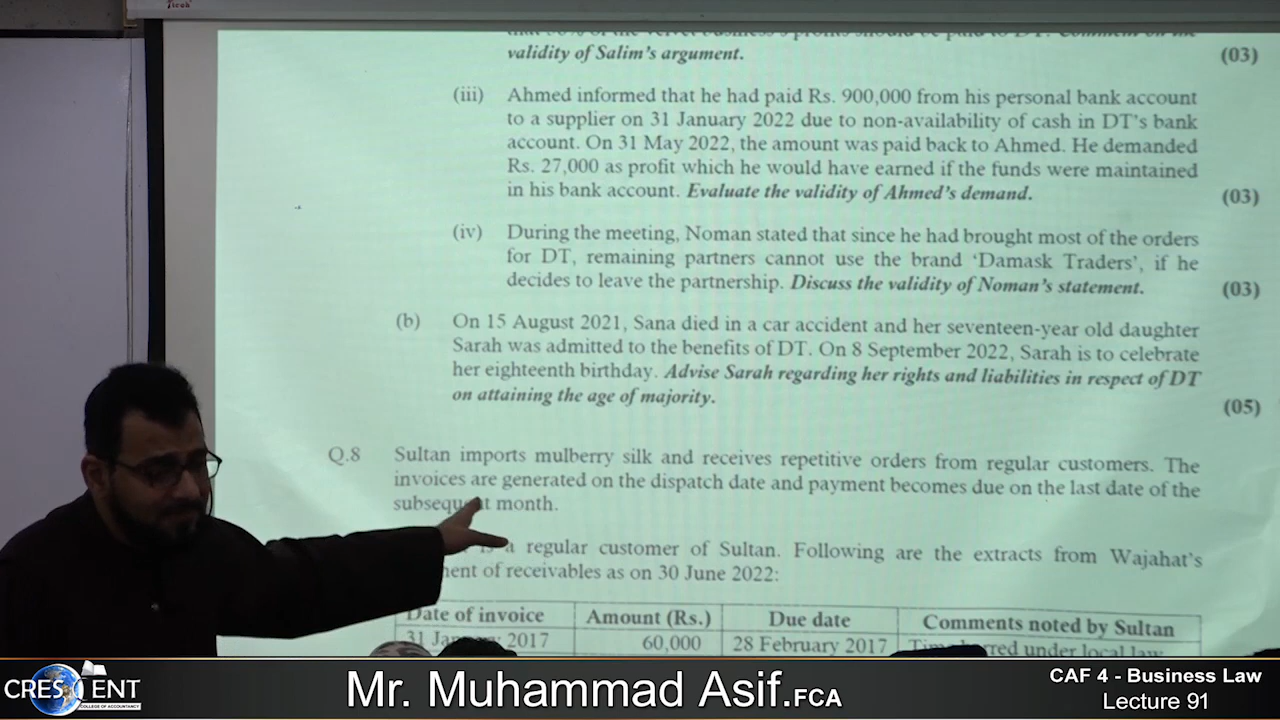 validity of Salim's argument.
(03)
(iii) Ahmed informed that he had paid Rs. 900,000 from his personal bank account
to a supplier on 31 January 2022 due to non-availability of cash in DT's bank
account. On 31 May 2022, the amount was paid back to Ahmed. He demanded
Rs. 27,000 as profit which he would have earned if the funds were maintained
in his bank account. Evaluate the validity of Ahmed's demand.
(03)
(iv) During the meeting, Noman stated that since he had brought most of the orders
for DT, remaining partners cannot use the brand 'Damask Traders', if he
decides to leave the partnership. Discuss the validity of Noman's statement.
(03)
(b) On 15 August 2021, Sana died in a car accident and her seventeen-year old daughter
Sarah was admitted to the benefits of DT. On 8 September 2022, Sarah is to celebrate
her eighteenth birthday. Advise Sarah regarding her rights and liabilities in respect of DT
on attaining the age of majority.
(05)
Q.8 Sultan imports mulberry silk and receives repetitive orders from regular customers. The
invoices are generated on the dispatch date and payment becomes due on the last date of the
subsequent month.
a regular customer of Sultan. Following are the extracts from Wajahat's
of receivables as on 30 June 2022:
Date of invoice Amount (Rs.) Due date Comments noted by Sultan
31 2017 60,000 28 February 2017 under local law
CRESCENT
COLLEGE OF ACCOUNTANCY
Mr. Muhammad Asif.FCA
CAF 4 - Business Law
Lecture 91